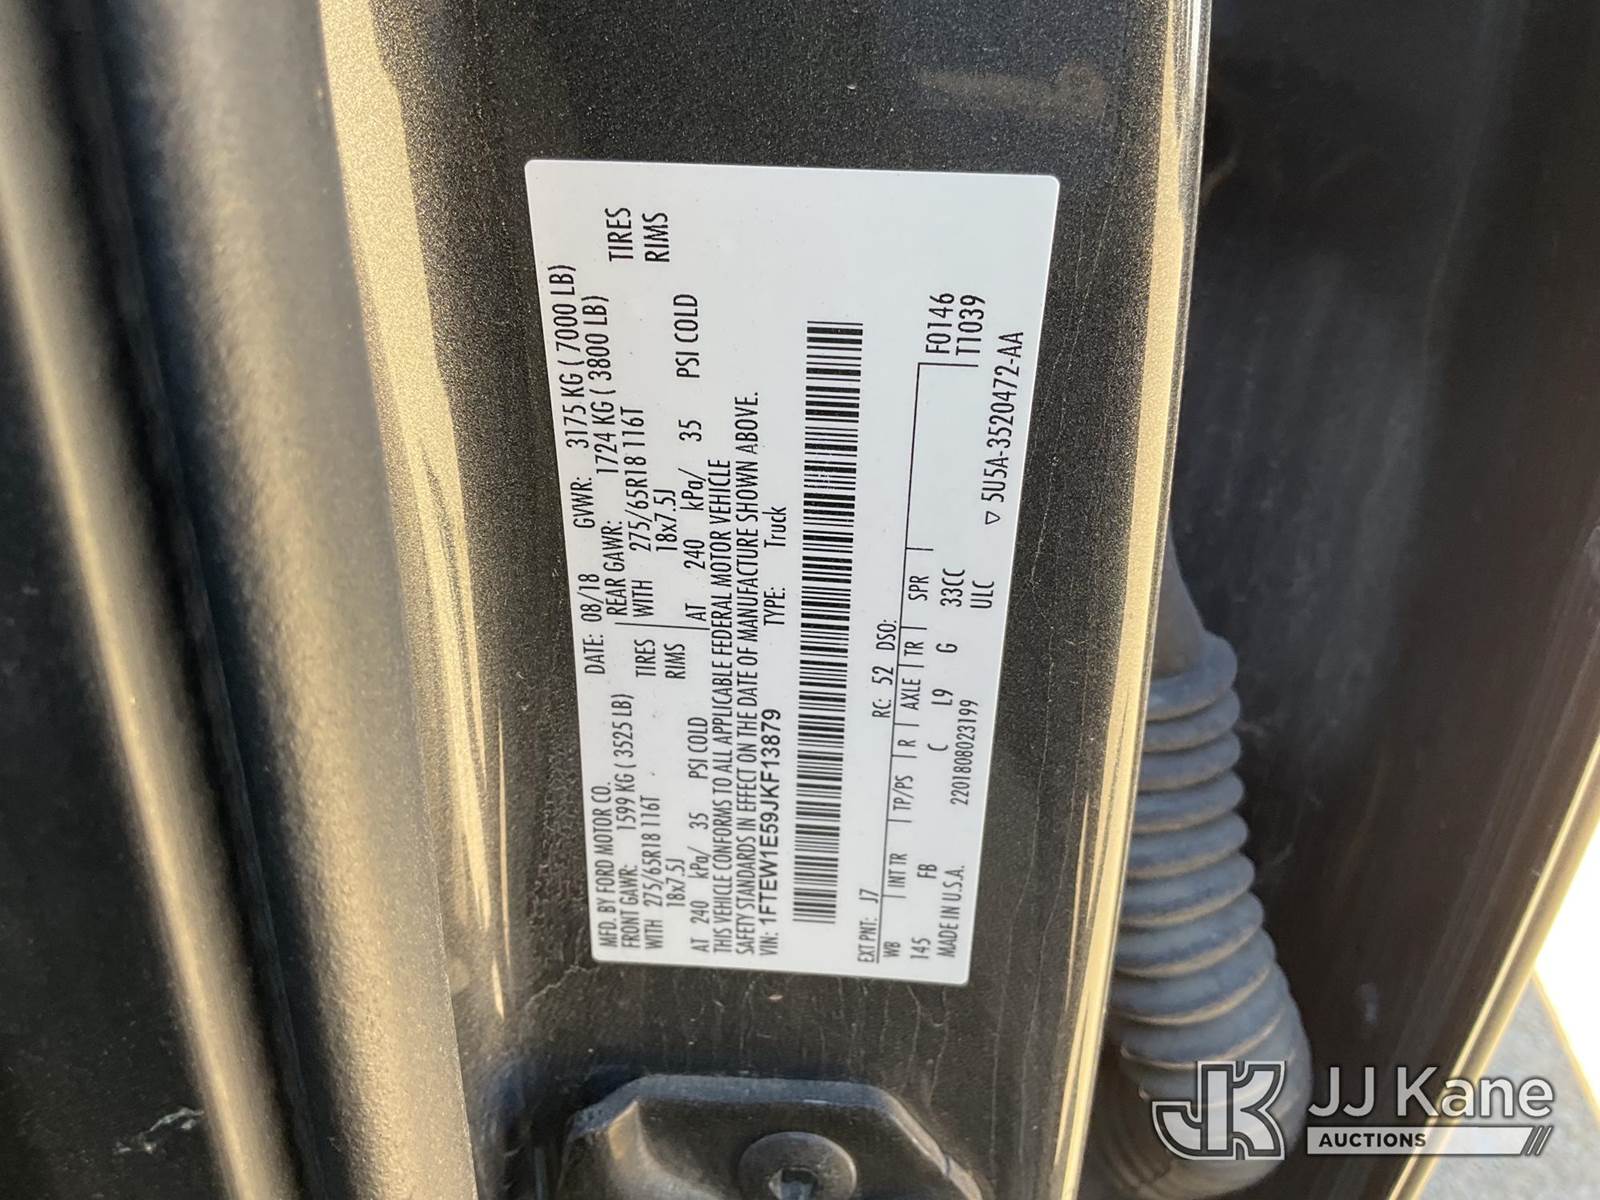 MFD. BY FORD MOTOR CO.
DATE: 08/18 GVWR: 3175 KG ( 7000 LB)
FRONT GAWR: 1599 KG ( 3525 LB)
REAR GAWR: 1724 KG ( 3800 LB)
WITH 275/65R18 116T TIRES
WITH 275/65R18 116T TIRES
18x7.5J RIMS
18x7.5J RIMS
AT 240 kPa/ 35 PSI COLD
AT 240 kPa/ 35 PSI COLD
THIS VEHICLE CONFORMS TO ALL APPLICABLE FEDERAL MOTOR VEHICLE
SAFETY STANDARDS IN EFFECT ON THE DATE OF MANUFACTURE SHOWN ABOVE.
VIN: 1FTEW1E59JKF13879 TYPE: Truck
EXT PNT: J7 RC: 52 DSO:
WB INT TR TP/PS R AXLE TR SPR F0146
145 FB C L9 G 33CC T1039
ULC
MADE IN U.S.A. 220180803199
5U5A-3520472-AA
JK JJ Kane
AUCTIONS